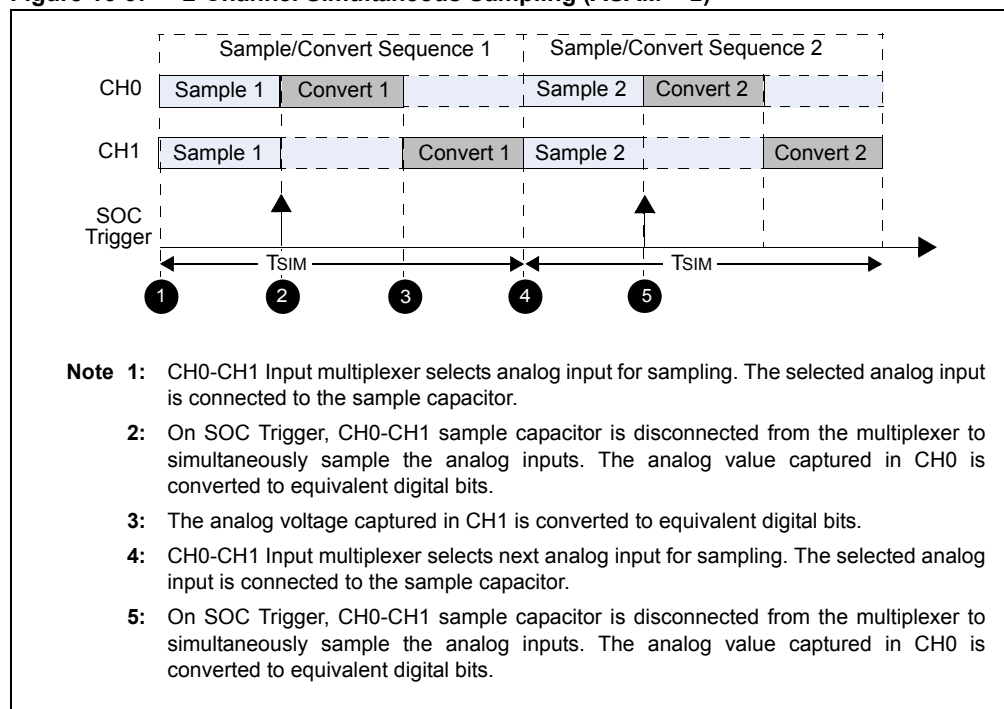 Sample/Convert Sequence 1 Sample/Convert Sequence 2
CH0 Sample 1 Convert 1 Sample 2 Convert 2
CH1 Sample 1 Convert 1 Sample 2 Convert 2
SOC
Trigger
TSIM TSIM
1 2 3 4 5
Note 1: CH0-CH1 Input multiplexer selects analog input for sampling. The selected analog input
is connected to the sample capacitor.
2: On SOC Trigger, CH0-CH1 sample capacitor is disconnected from the multiplexer to
simultaneously sample the analog inputs. The analog value captured in CH0 is
converted to equivalent digital bits.
3: The analog voltage captured in CH1 is converted to equivalent digital bits.
4: CH0-CH1 Input multiplexer selects next analog input for sampling. The selected analog
input is connected to the sample capacitor.
5: On SOC Trigger, CH0-CH1 sample capacitor is disconnected from the multiplexer to
simultaneously sample the analog inputs. The analog value captured in CH0 is
converted to equivalent digital bits.